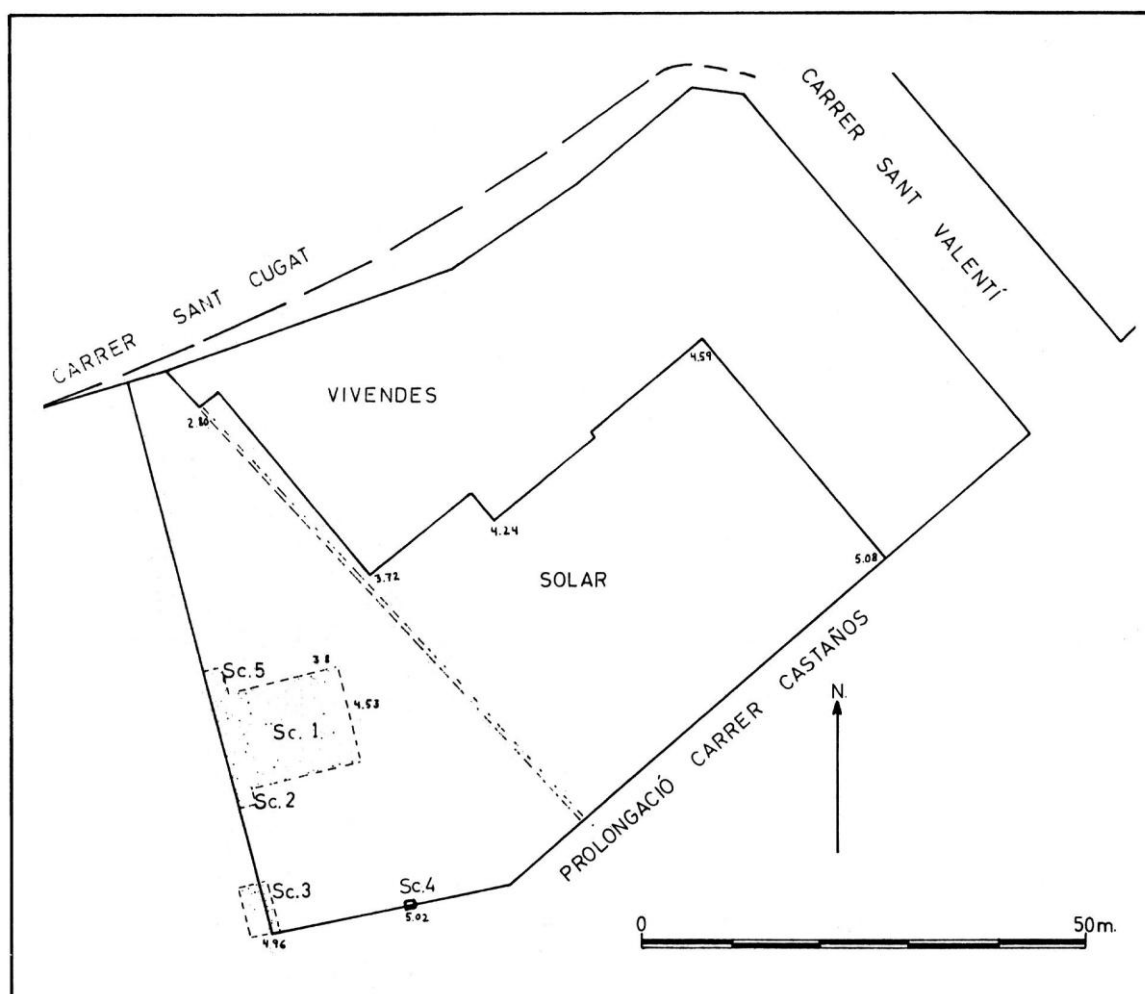 CARRER SANT CUGAT
CARRER SANT VALENTÍ
VIVENDES
2.80
4.59
4.24
3.72
SOLAR
5.08
Sc.5
3.8
4.53
Sc. 1
Sc.2
Sc.3
4.96
Sc.4
5.02
PROLONGACIÓ CARRER CASTAÑOS
N.
0 50m.